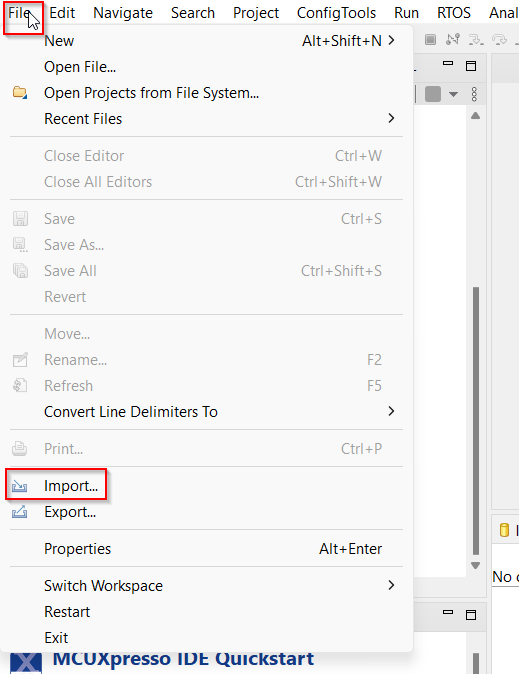 File Edit Navigate Search Project ConfigTools Run RTOS Anal
New Alt+Shift+N
Open File...
Open Projects from File System...
Recent Files
Close Editor Ctrl+W
Close All Editors Ctrl+Shift+W
Save Ctrl+S
Save As...
Save All Ctrl+Shift+S
Revert
Move...
Rename... F2
Refresh F5
Convert Line Delimiters To
Print... Ctrl+P
Import...
Export...
Properties Alt+Enter
No
Switch Workspace
Restart
Exit
MCUXpresso IDE Quickstart